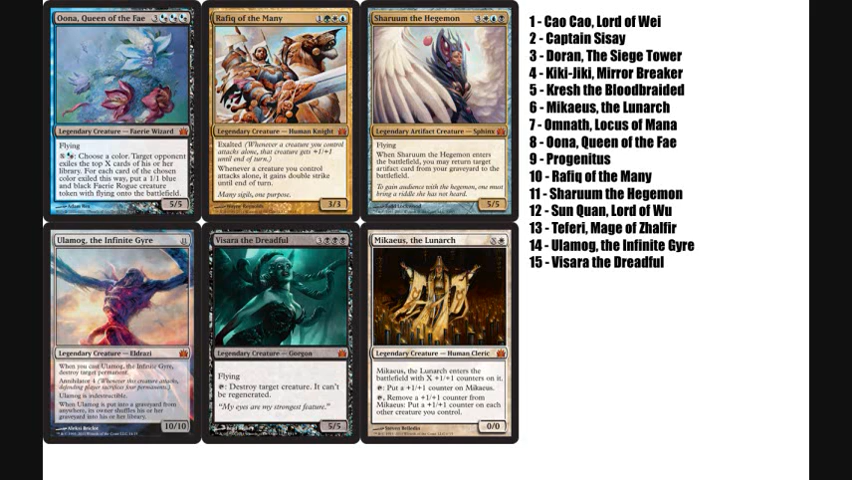 Oona, Queen of the Fae
3
Legendary Creature — Faerie Wizard
Flying
Choose a color. Target opponent
exiles the top X cards of his or her
library. For each card of the chosen
color exiled this way, put a 1/1 blue
and black Faerie Rogue creature
token with flying onto the battlefield.
5/5
Rafiq of the Many
1
Legendary Creature — Human Knight
Exalted (Whenever a creature you control
attacks alone, that creature gets +1/+1
until end of turn.)
Whenever a creature you control
attacks alone, it gains double strike
until end of turn.
Many sigils, one purpose.
3/3
Sharuum the Hegemon
3
Legendary Artifact Creature — Sphinx
Flying
When Sharuum the Hegemon enters
the battlefield, you may return target
artifact card from your graveyard to the
battlefield.
To gain audience with the hegemon, one must
bring a riddle she has not heard.
5/5
Ulamog, the Infinite Gyre
11
Legendary Creature — Eldrazi
When you cast Ulamog, the Infinite Gyre,
destroy target permanent.
Annihilator 4 (Whenever this creature attacks,
defending player sacrifices four permanents.)
Ulamog is indestructible.
When Ulamog is put into a graveyard from
anywhere, its owner shuffles his or her
graveyard into his or her library.
10/10
Visara the Dreadful
3
Legendary Creature — Gorgon
Flying
: Destroy target creature. It can't
be regenerated.
"My eyes are my strongest feature."
5/5
Mikaeus, the Lunarch
X
Legendary Creature — Human Cleric
Mikaeus, the Lunarch enters the
battlefield with X +1/+1 counters on it.
: Put a +1/+1 counter on Mikaeus.
, Remove a +1/+1 counter from
Mikaeus: Put a +1/+1 counter on each
other creature you control.
0/0
1 - Cao Cao, Lord of Wei
2 - Captain Sisay
3 - Doran, The Siege Tower
4 - Kiki-Jiki, Mirror Breaker
5 - Kresh the Bloodbraided
6 - Mikaeus, the Lunarch
7 - Omnath, Locus of Mana
8 - Oona, Queen of the Fae
9 - Progenitus
10 - Rafiq of the Many
11 - Sharuum the Hegemon
12 - Sun Quan, Lord of Wu
13 - Teferi, Mage of Zhalfir
14 - Ulamog, the Infinite Gyre
15 - Visara the Dreadful